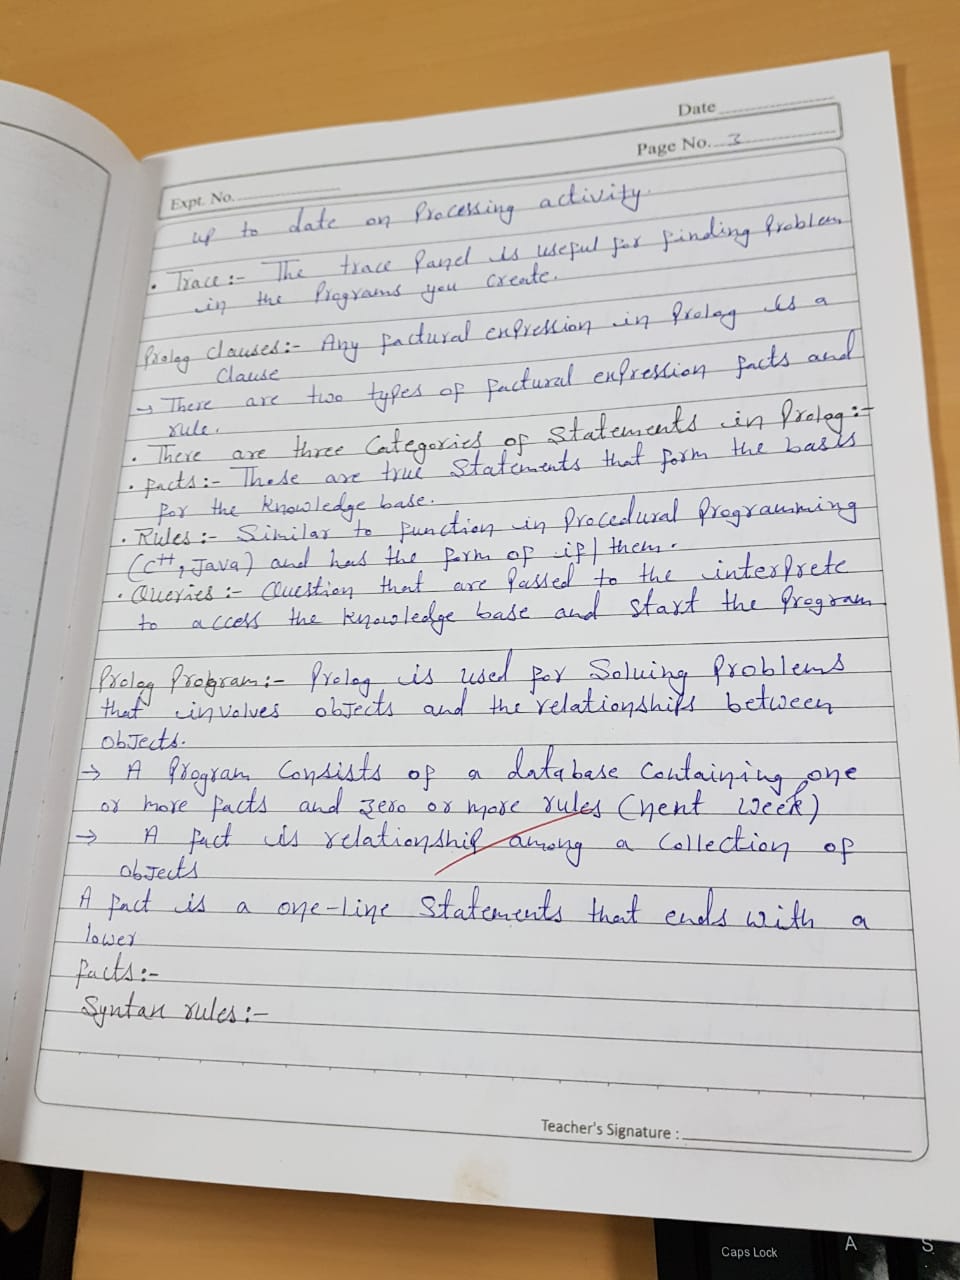 Date
Page No. 3
Expt. No.
up to date on Processing activity.
• Trace :- The trace Panel is useful for finding Problem
in the Programs you create.
Prolog Clauses:- Any factural expression in Prolog is a
Clause
→ There are two types of factural expression facts and
rule.
• There are three Categories of Statements in Prolog:-
• facts:- These are true Statements that form the basis
for the knowledge base.
• Rules :- Similar to function in Procedural Programming
(C++, Java) and has the form of if/them.
• Queries :- Question that are Passed to the interprete
to access the knowledge base and start the Program
Prolog Program:- Prolog is used for Solving Problems
that involves objects and the relationships between
objects.
→ A Program Consists of a database Containing one
or more facts and zero or more rules (next week)
→ A fact is relationship among a Collection of
objects
A fact is a one-line Statements that ends with a
lower
facts:-
Syntax rules:-
Teacher's Signature :
Caps Lock
A
S